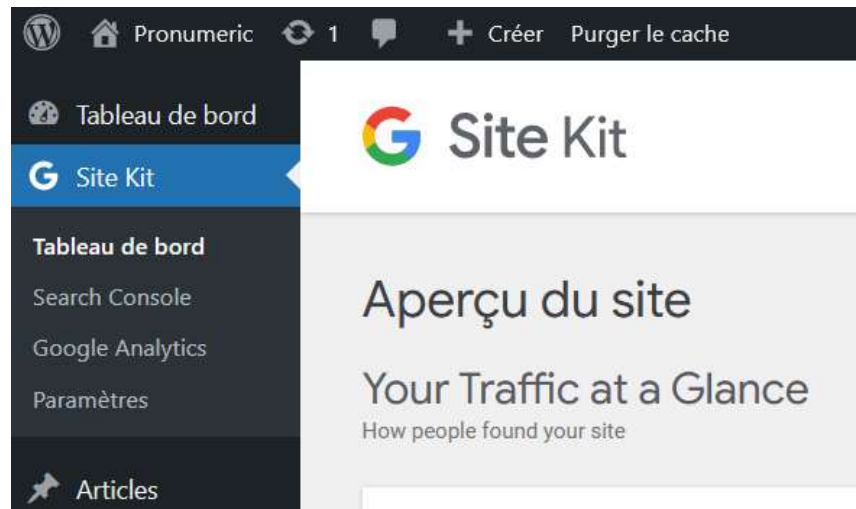 Pronumeric 1 Créer Purger le cache
Tableau de bord
Site Kit
Tableau de bord
Search Console
Google Analytics
Paramètres
Articles
G Site Kit
Aperçu du site
Your Traffic at a Glance
How people found your site